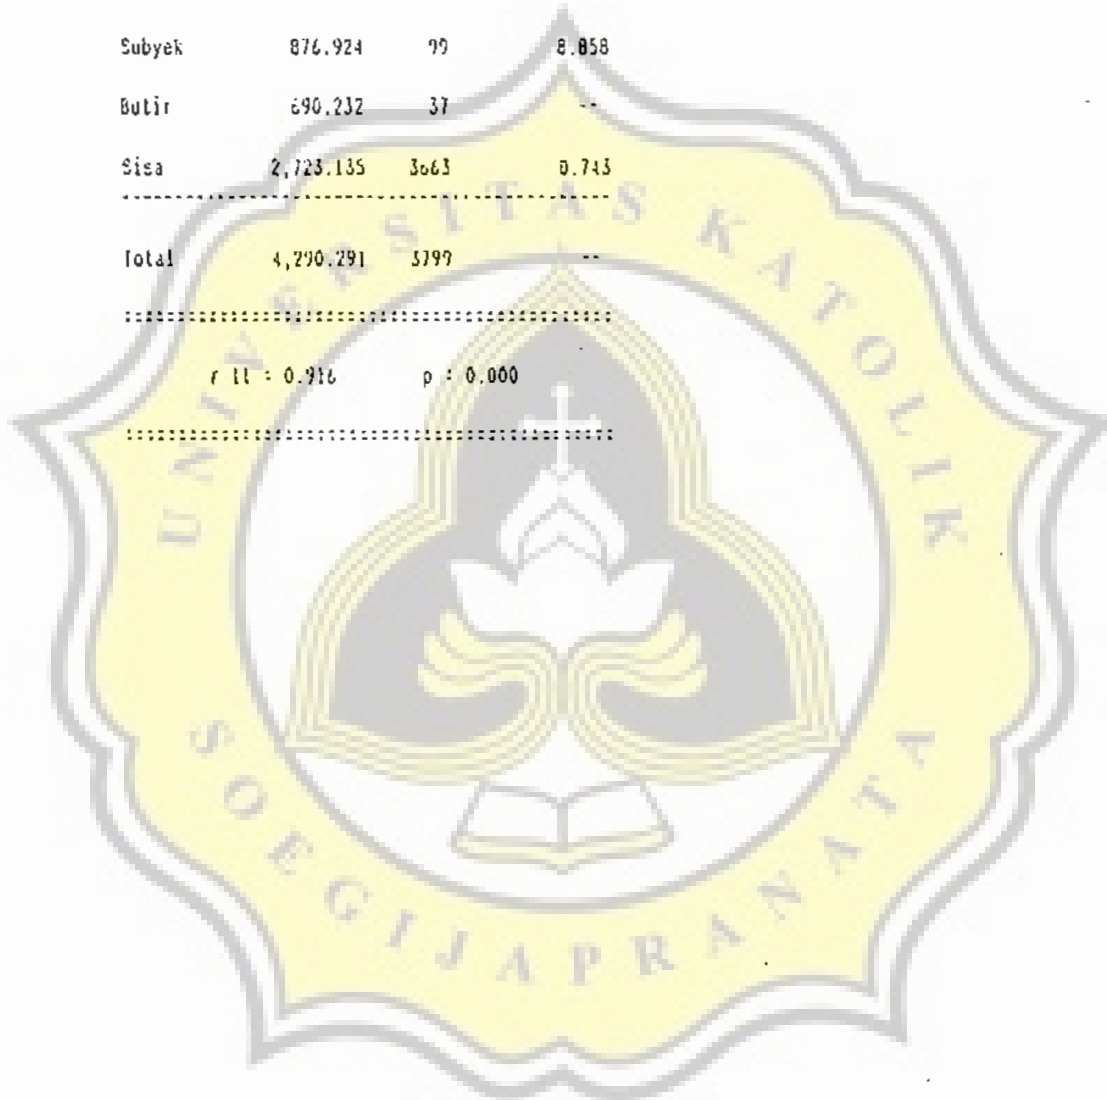 Subyek 876.924 99 8.858
Butir 690.232 37 --
Sisa 2,723.135 3663 0.743
Total 4,290.291 3799 --
r tt = 0.916 p : 0.000
UNIVERSITAS KATOLIK
SOEGIJAPRANATA